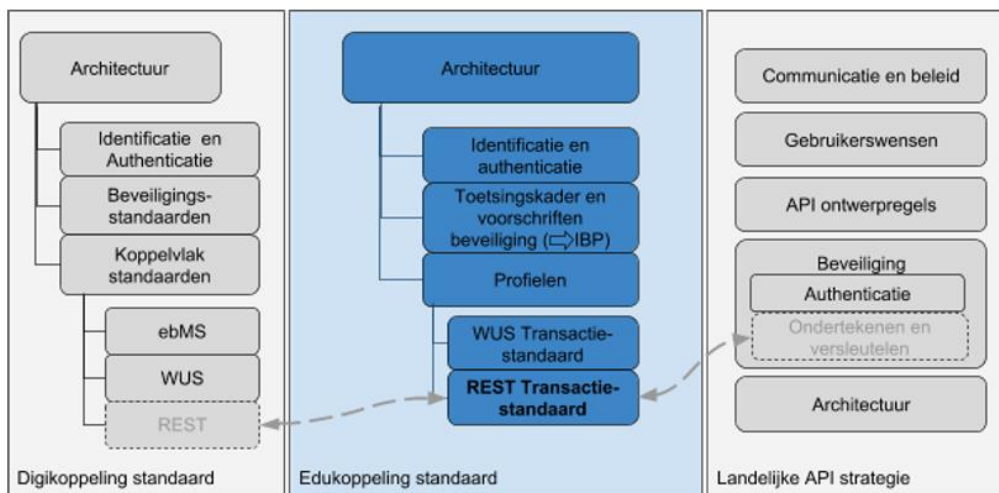 Architectuur
Identificatie en
Authenticatie
Beveiligings-
standaarden
Koppelvlak
standaarden
ebMS
WUS
REST
Digikoppeling standaard
Architectuur
Identificatie en
authenticatie
Toetsingskader en
voorschriften
beveiliging (⇨IBP)
Profielen
WUS Transactie-
standaard
REST Transactie-
standaard
Edukoppeling standaard
Communicatie en beleid
Gebruikerswensen
API ontwerpregels
Beveiliging
Authenticatie
Ondertekenen en
versleutelen
Architectuur
Landelijke API strategie